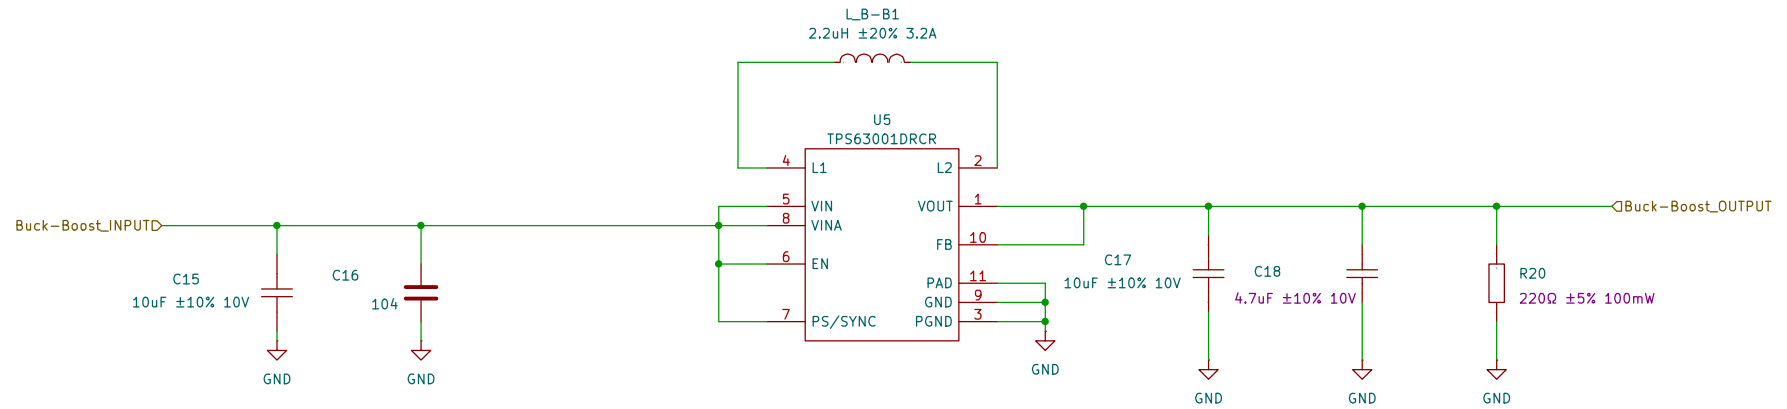 L_B-B1
2.2uH ±20% 3.2A
U5
TPS63001DRCR
4
L1
L2
2
5
VIN
VOUT
1
Buck-Boost_OUTPUT
Buck-Boost_INPUT
8
VINA
FB
10
6
EN
C15
10uF ±10% 10V
C16
104
PAD
11
GND
9
7
PS/SYNC
PGND
3
C17
10uF ±10% 10V
C18
4.7uF ±10% 10V
R20
220Ω ±5% 100mW
GND
GND
GND
GND
GND
GND